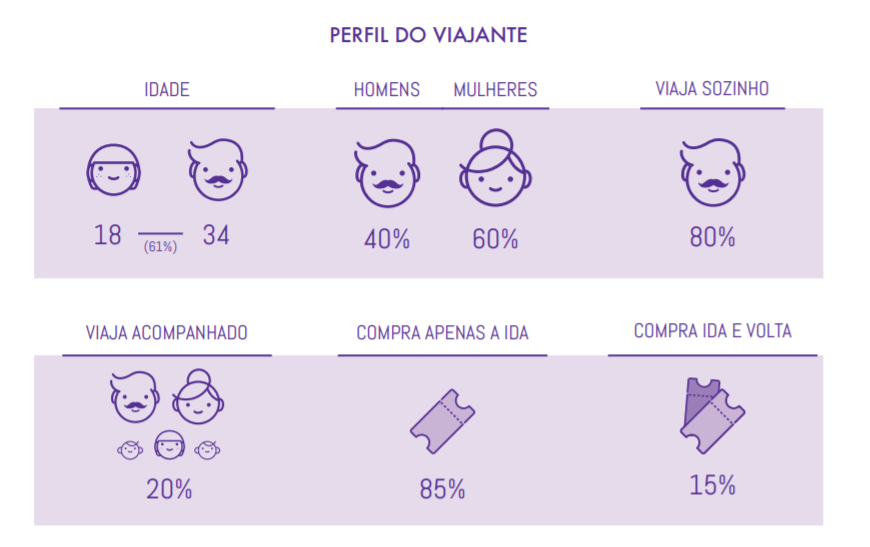 PERFIL DO VIAJANTE
IDADE
HOMENS
MULHERES
VIAJA SOZINHO
18
(61%)
34
40%
60%
80%
VIAJA ACOMPANHADO
COMPRA APENAS A IDA
COMPRA IDA E VOLTA
20%
85%
15%